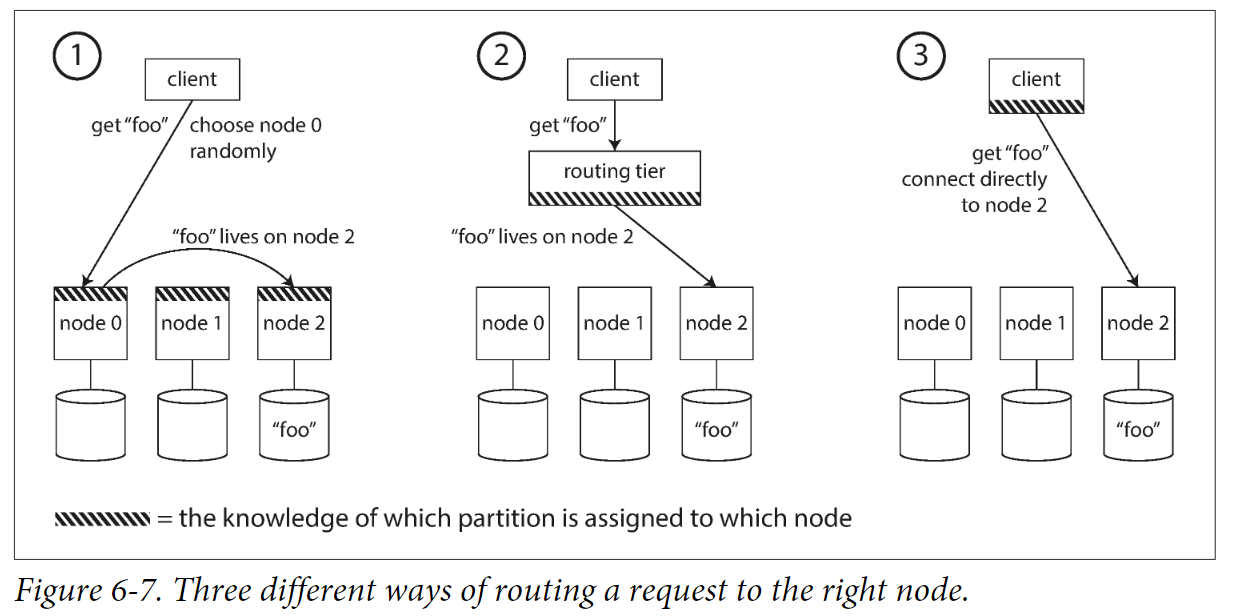 1
client
get “foo”
choose node 0
randomly
“foo” lives on node 2
node 0
node 1
node 2
“foo”
2
client
get “foo”
routing tier
“foo” lives on node 2
node 0
node 1
node 2
“foo”
3
client
get “foo”
connect directly
to node 2
node 0
node 1
node 2
“foo”
= the knowledge of which partition is assigned to which node
Figure 6-7. Three different ways of routing a request to the right node.